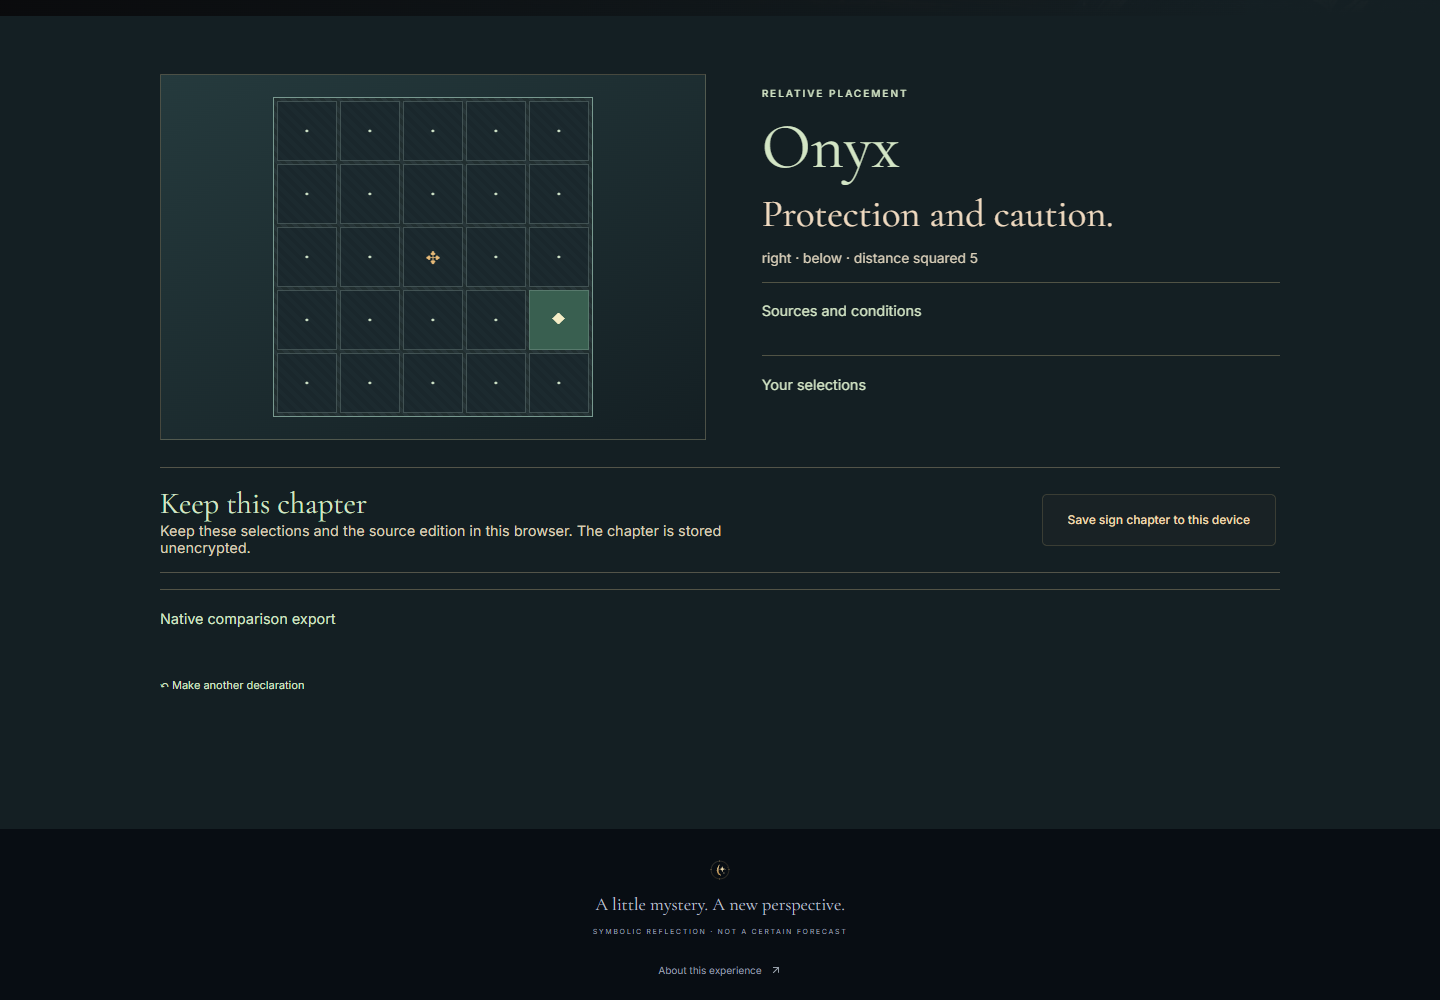 RELATIVE PLACEMENT
Onyx
Protection and caution.
right · below · distance squared 5
Sources and conditions
Your selections
Keep this chapter
Keep these selections and the source edition in this browser. The chapter is stored
unencrypted.
Save sign chapter to this device
Native comparison export
↶ Make another declaration
A little mystery. A new perspective.
SYMBOLIC REFLECTION · NOT A CERTAIN FORECAST
About this experience ↗